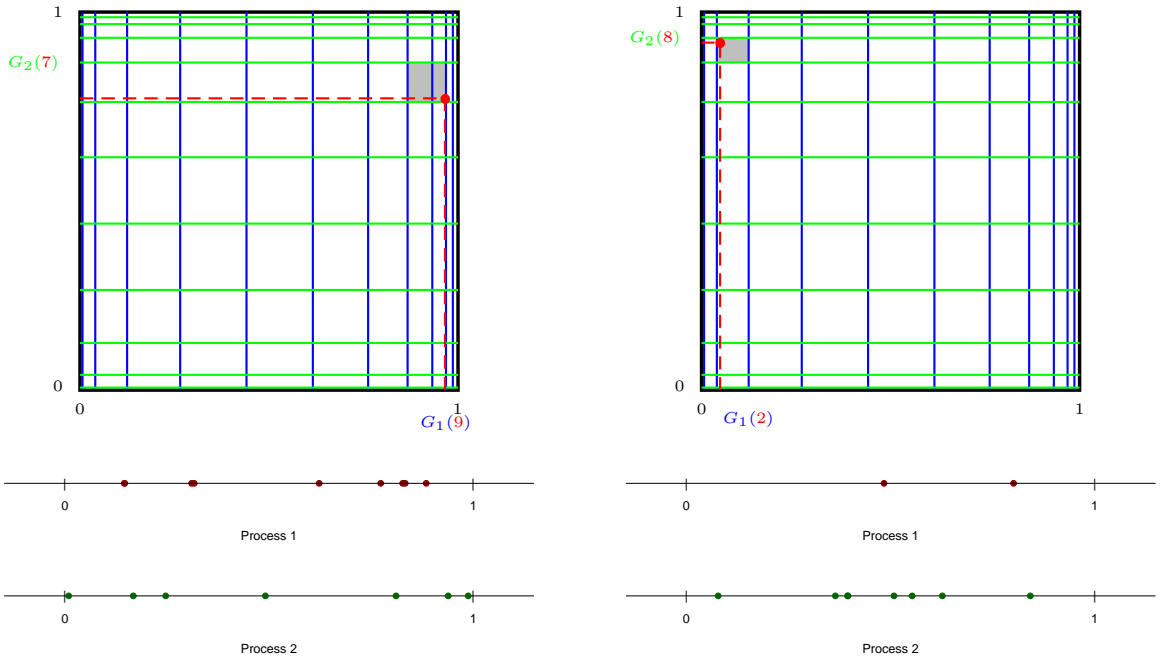 1
G₂(7)
0
0 1
G₁(9)
0 1
Process 1
0 1
Process 2
1
G₂(8)
0
0 1
G₁(2)
0 1
Process 1
0 1
Process 2